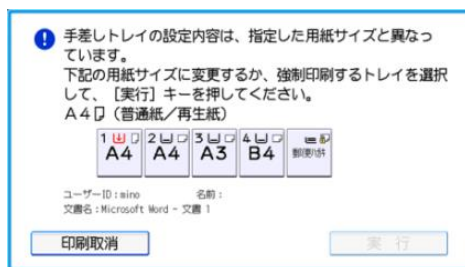 手差しトレイの設定内容は、指定した用紙サイズと異なっ
ています。
下記の用紙サイズに変更するか、強制印刷するトレイを選択
して、［実行］キーを押してください。
A4 (普通紙／再生紙)
1 2 3 4
A4 A4 A3 B4
ユーザーID：mino 名前：
文書名：Microsoft Word - 文書 1
印刷取消 実 行